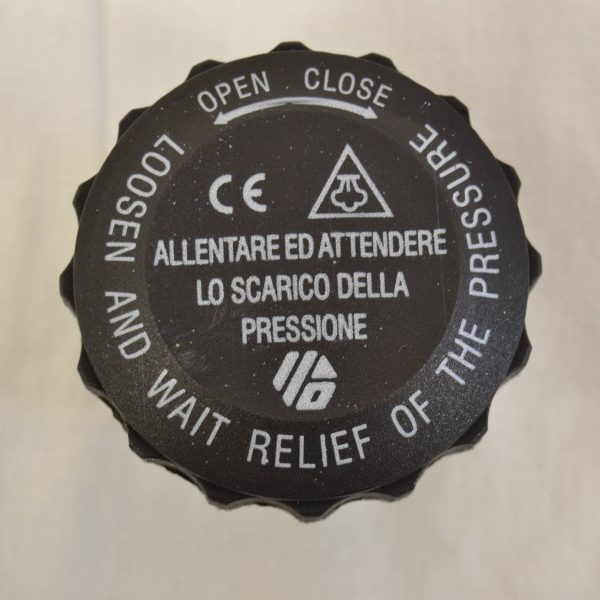 OPEN CLOSE
LOOSEN AND WAIT RELIEF OF THE PRESSURE
CE
ALLENTARE ED ATTENDERE
LO SCARICO DELLA
PRESSIONE